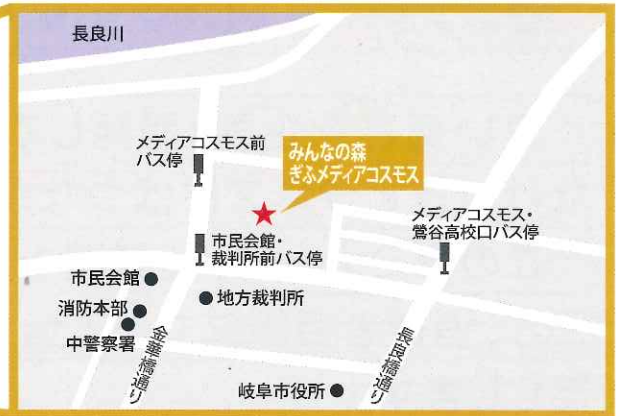 長良川
メディアコスモス前
バス停
みんなの森
ぎふメディアコスモス
メディアコスモス・
鶯谷高校口バス停
市民会館・
裁判所前バス停
市民会館
地方裁判所
消防本部
中警察署
金華橋通り
長良橋通り
岐阜市役所